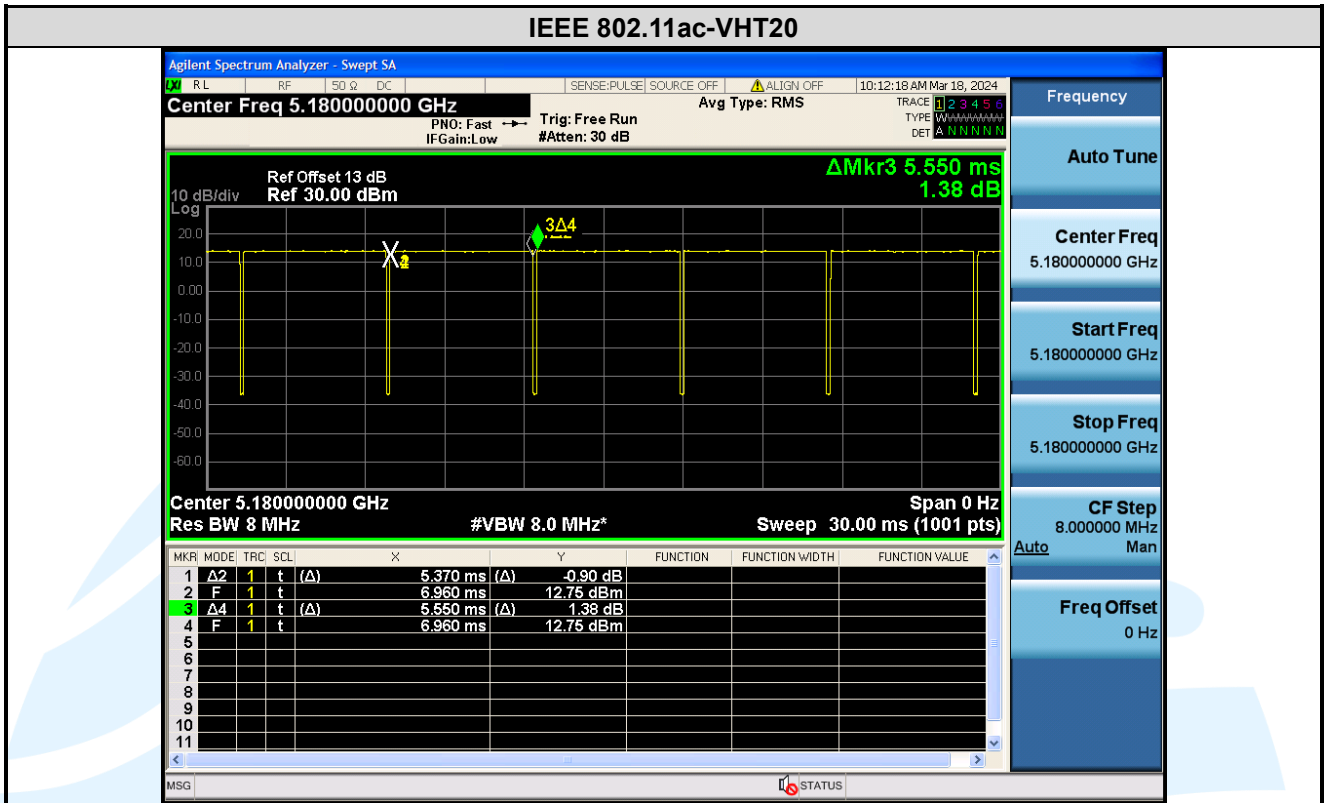 IEEE 802.11ac-VHT20
Agilent Spectrum Analyzer - Swept SA
LXI RL RF 50 Ω DC SENSE:PULSE SOURCE OFF ALIGN OFF 10:12:18 AM Mar 18, 2024
Center Freq 5.180000000 GHz
PNO: Fast
IFGain:Low
Trig: Free Run
#Atten: 30 dB
Avg Type: RMS
TRACE 1 2 3 4 5 6
TYPE WWWWWW
DET A N N N N N
Ref Offset 13 dB
10 dB/div Ref 30.00 dBm
Log
ΔMkr3 5.550 ms
1.38 dB
20.0
10.0
0.00
-10.0
-20.0
-30.0
-40.0
-50.0
-60.0
3Δ4
Center 5.180000000 GHz Span 0 Hz
Res BW 8 MHz #VBW 8.0 MHz* Sweep 30.00 ms (1001 pts)
MKR MODE TRC SCL X Y FUNCTION FUNCTION WIDTH FUNCTION VALUE
1 Δ2 1 t (Δ) 5.370 ms (Δ) -0.90 dB
2 F 1 t 6.960 ms 12.75 dBm
3 Δ4 1 t (Δ) 5.550 ms (Δ) 1.38 dB
4 F 1 t 6.960 ms 12.75 dBm
5
6
7
8
9
10
11
MSG STATUS
Frequency
Auto Tune
Center Freq
5.180000000 GHz
Start Freq
5.180000000 GHz
Stop Freq
5.180000000 GHz
CF Step
8.000000 MHz
Auto Man
Freq Offset
0 Hz